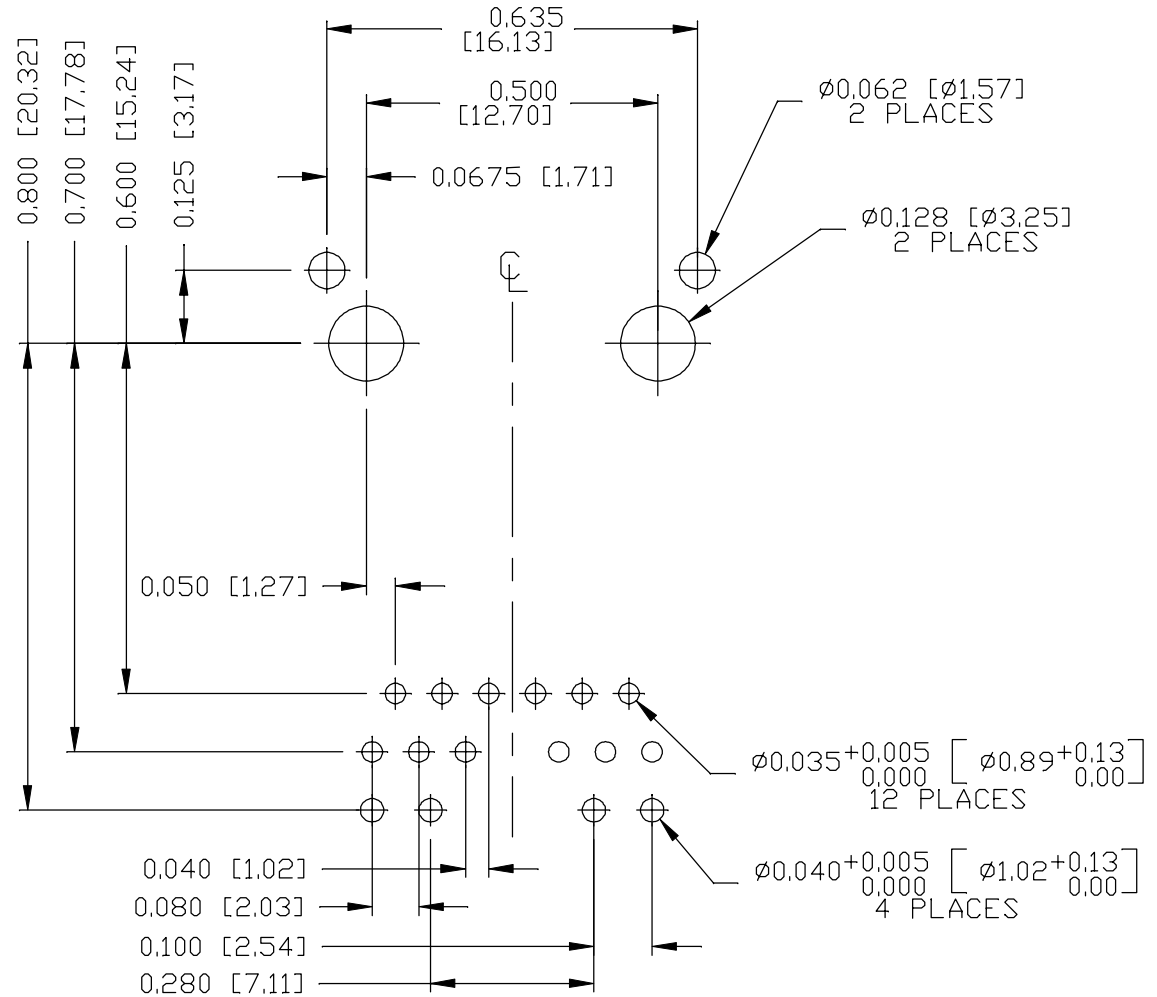 0.635
[16.13]
0.500
[12.70]
0.0675 [1.71]
0.800 [20.32]
0.700 [17.78]
0.600 [15.24]
0.125 [3.17]
ø0.062 [ø1.57]
2 PLACES
ø0.128 [ø3.25]
2 PLACES
CL
0.050 [1.27]
ø0.035+0.005 [ø0.89+0.13]
0.000 0.00
12 PLACES
ø0.040+0.005 [ø1.02+0.13]
0.000 0.00
4 PLACES
0.040 [1.02]
0.080 [2.03]
0.100 [2.54]
0.280 [7.11]